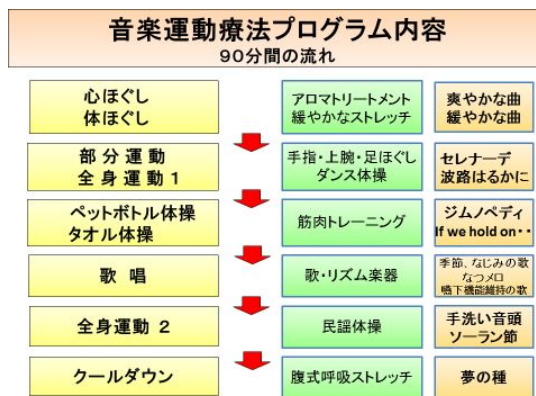 音楽運動療法プログラム内容
90分間の流れ
心ほぐし
体ほぐし
アロマトリートメント
緩やかなストレッチ
爽やかな曲
緩やかな曲
部分運動
全身運動1
手指・上腕・足ほぐし
ダンス体操
セレナーデ
波路はるかに
ペットボトル体操
タオル体操
筋肉トレーニング
ジムノペディ
If we hold on・・
歌 唱
歌・リズム楽器
季節、なじみの歌
なつメロ
嚥下機能維持の歌
全身運動 2
民謡体操
手洗い音頭
ソーラン節
クールダウン
腹式呼吸ストレッチ
夢の種